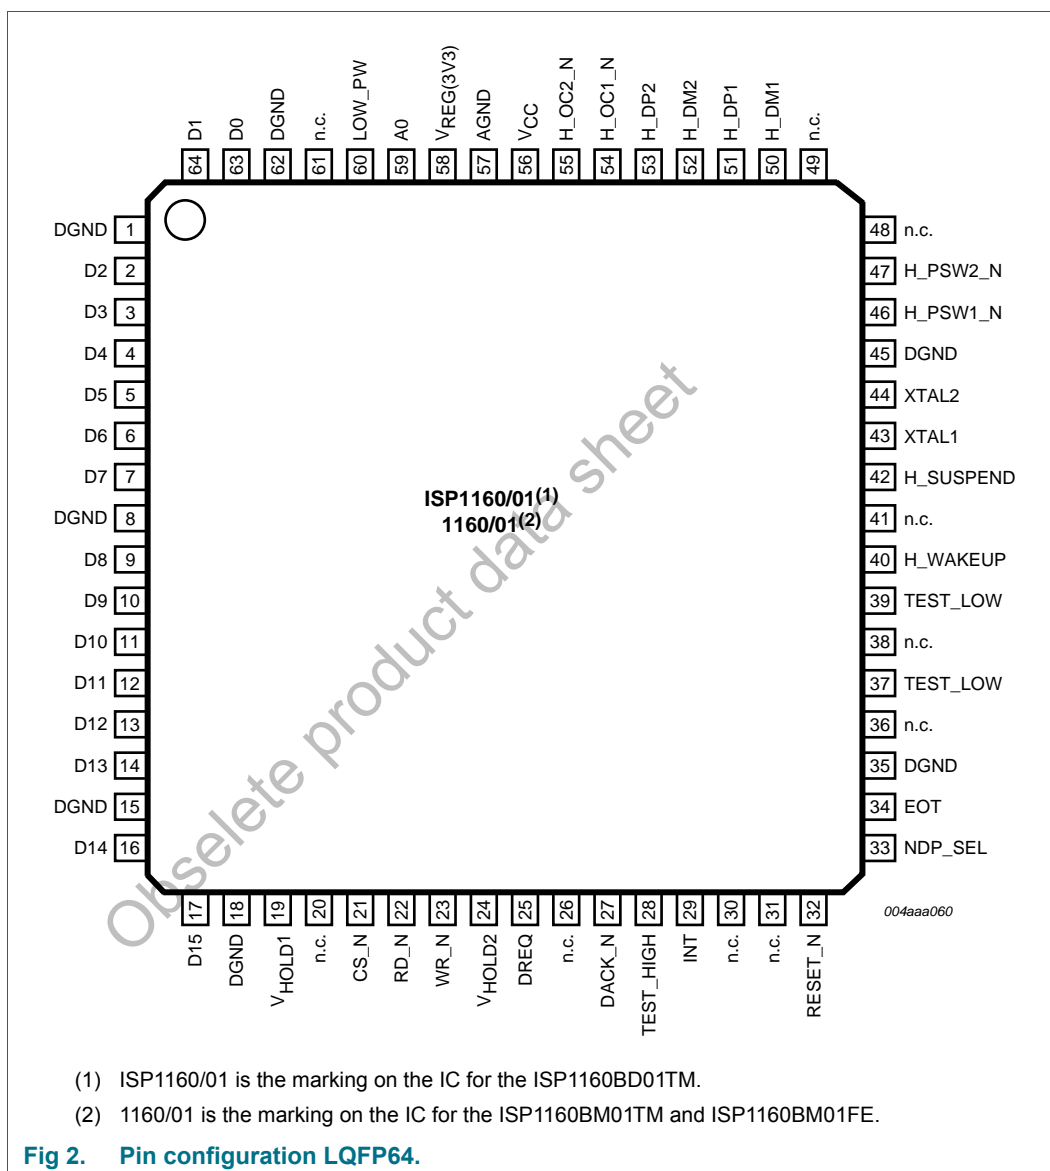 D1 D0 DGND n.c. LOW_PW A0 VREG(3V3) AGND VCC H_OC2_N H_OC1_N H_DP2 H_DM2 H_DP1 H_DM1 n.c.
64 63 62 61 60 59 58 57 56 55 54 53 52 51 50 49
DGND 1
D2 2
D3 3
D4 4
D5 5
D6 6
D7 7
DGND 8
D8 9
D9 10
D10 11
D11 12
D12 13
D13 14
DGND 15
D14 16
ISP1160/01(1)
1160/01(2)
Obsolete product data sheet
48 n.c.
47 H_PSW2_N
46 H_PSW1_N
45 DGND
44 XTAL2
43 XTAL1
42 H_SUSPEND
41 n.c.
40 H_WAKEUP
39 TEST_LOW
38 n.c.
37 TEST_LOW
36 n.c.
35 DGND
34 EOT
33 NDP_SEL
17 18 19 20 21 22 23 24 25 26 27 28 29 30 31 32
D15 DGND VHOLD1 n.c. CS_N RD_N WR_N VHOLD2 DREQ n.c. DACK_N TEST_HIGH INT n.c. n.c. RESET_N
004aaa060
(1) ISP1160/01 is the marking on the IC for the ISP1160BD01TM.
(2) 1160/01 is the marking on the IC for the ISP1160BM01TM and ISP1160BM01FE.
Fig 2. Pin configuration LQFP64.